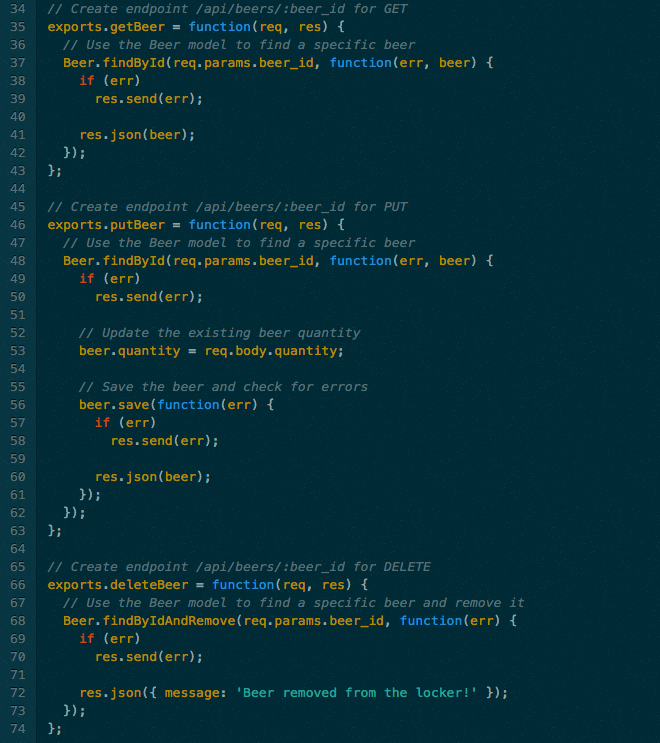 34 // Create endpoint /api/beers/:beer_id for GET
35 exports.getBeer = function(req, res) {
36   // Use the Beer model to find a specific beer
37   Beer.findById(req.params.beer_id, function(err, beer) {
38     if (err)
39       res.send(err);
40
41     res.json(beer);
42   });
43 };
44
45 // Create endpoint /api/beers/:beer_id for PUT
46 exports.putBeer = function(req, res) {
47   // Use the Beer model to find a specific beer
48   Beer.findById(req.params.beer_id, function(err, beer) {
49     if (err)
50       res.send(err);
51
52     // Update the existing beer quantity
53     beer.quantity = req.body.quantity;
54
55     // Save the beer and check for errors
56     beer.save(function(err) {
57       if (err)
58         res.send(err);
59
60       res.json(beer);
61     });
62   });
63 };
64
65 // Create endpoint /api/beers/:beer_id for DELETE
66 exports.deleteBeer = function(req, res) {
67   // Use the Beer model to find a specific beer and remove it
68   Beer.findByIdAndRemove(req.params.beer_id, function(err) {
69     if (err)
70       res.send(err);
71
72     res.json({ message: 'Beer removed from the locker!' });
73   });
74 };